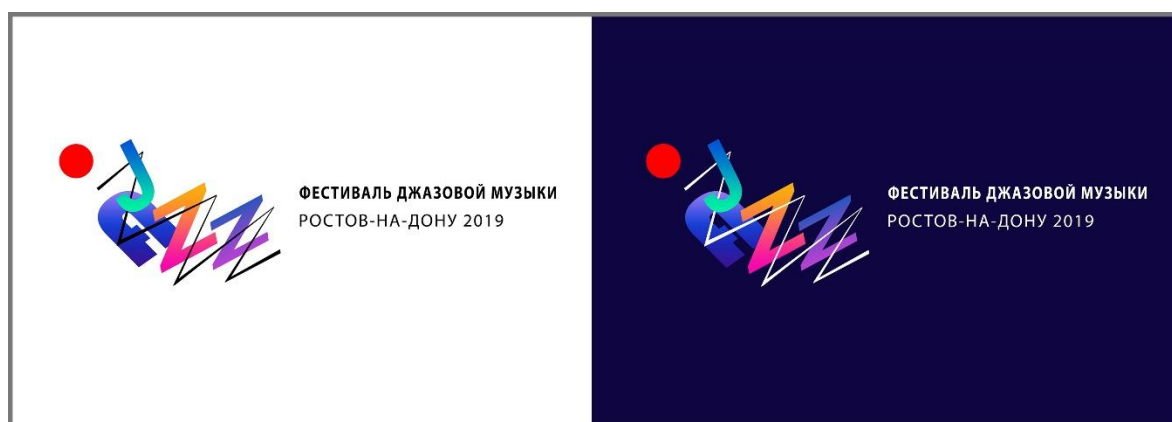 JAZZ
ФЕСТИВАЛЬ ДЖАЗОВОЙ МУЗЫКИ
РОСТОВ-НА-ДОНУ 2019
JAZZ
ФЕСТИВАЛЬ ДЖАЗОВОЙ МУЗЫКИ
РОСТОВ-НА-ДОНУ 2019